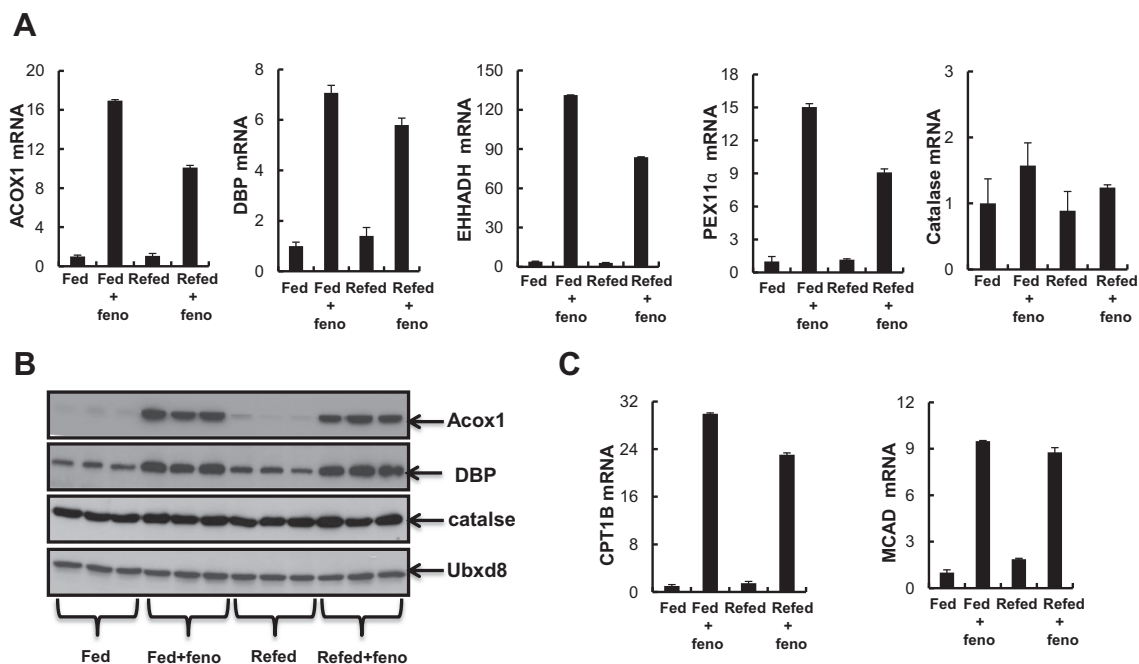 A
ACOX1 mRNA
20
16
12
8
4
0
Fed
Fed
+
feno
Refed
Refed
+
feno
DBP mRNA
8
6
4
2
0
Fed
Fed
+
feno
Refed
Refed
+
feno
EHHADH mRNA
150
120
90
60
30
0
Fed
Fed
+
feno
Refed
Refed
+
feno
PEX11α mRNA
18
15
12
9
6
3
0
Fed
Fed
+
feno
Refed
Refed
+
feno
Catalase mRNA
3
2
1
0
Fed
Fed
+
feno
Refed
Refed
+
feno
B
Acox1
DBP
catalse
Ubxd8
Fed
Fed+feno
Refed
Refed+feno
C
CPT1B mRNA
32
24
16
8
0
Fed
Fed
+
feno
Refed
Refed
+
feno
MCAD mRNA
12
9
6
3
0
Fed
Fed
+
feno
Refed
Refed
+
feno